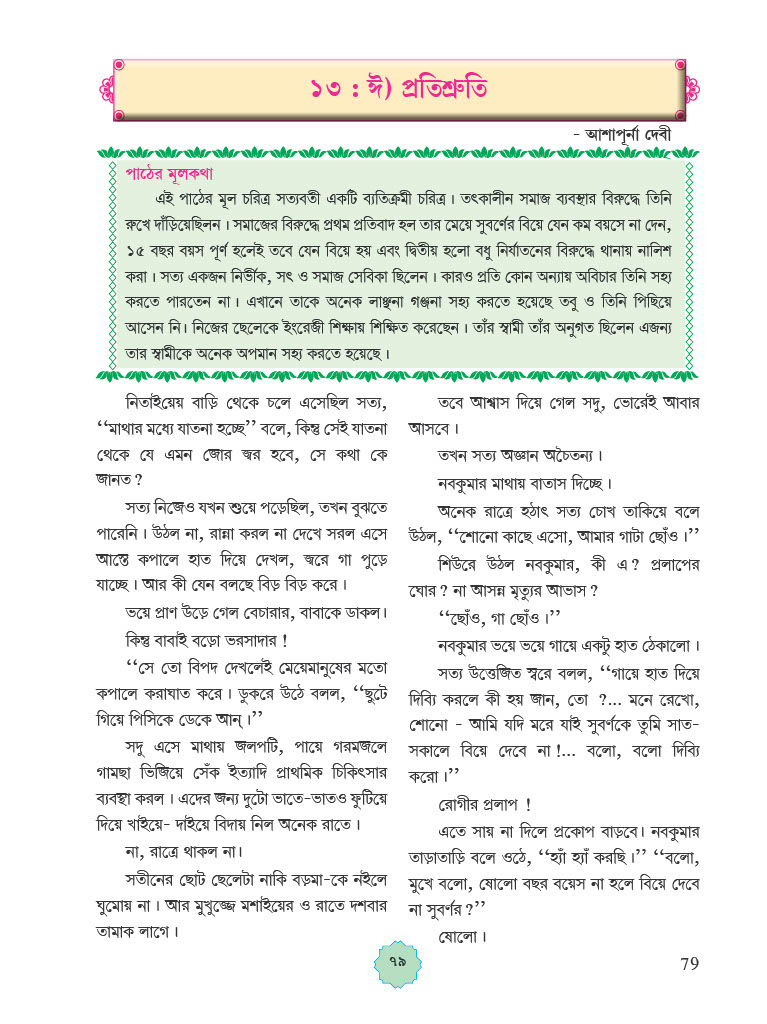 ১৩ : ঈ) প্রতিশ্রুতি
- আশাপূর্না দেবী
পাঠের মূলকথা
এই পাঠের মূল চরিত্র সত্যবতী একটি ব্যতিক্রমী চরিত্র। তৎকালীন সমাজ ব্যবস্থার বিরুদ্ধে তিনি
রুখে দাঁড়িয়েছিলন। সমাজের বিরুদ্ধে প্রথম প্রতিবাদ হল তার মেয়ে সুবর্ণের বিয়ে যেন কম বয়সে না দেন,
১৫ বছর বয়স পূর্ণ হলেই তবে যেন বিয়ে হয় এবং দ্বিতীয় হলো বধু নির্যাতনের বিরুদ্ধে থানায় নালিশ
করা। সত্য একজন নির্ভীক, সৎ ও সমাজ সেবিকা ছিলেন। কারও প্রতি কোন অন্যায় অবিচার তিনি সহ্য
করতে পারতেন না। এখানে তাকে অনেক লাঞ্ছনা গঞ্জনা সহ্য করতে হয়েছে তবু ও তিনি পিছিয়ে
আসেন নি। নিজের ছেলেকে ইংরেজী শিক্ষায় শিক্ষিত করেছেন। তাঁর স্বামী তাঁর অনুগত ছিলেন এজন্য
তার স্বামীকে অনেক অপমান সহ্য করতে হয়েছে।
নিতাইয়েয় বাড়ি থেকে চলে এসেছিল সত্য,
‘‘মাথার মধ্যে যাতনা হচ্ছে’’ বলে, কিন্তু সেই যাতনা
থেকে যে এমন জোর জ্বর হবে, সে কথা কে
জানত ?
সত্য নিজেও যখন শুয়ে পড়েছিল, তখন বুঝতে
পারেনি। উঠল না, রান্না করল না দেখে সরল এসে
আস্তে কপালে হাত দিয়ে দেখল, জ্বরে গা পুড়ে
যাচ্ছে। আর কী যেন বলছে বিড় বিড় করে।
ভয়ে প্রাণ উড়ে গেল বেচারার, বাবাকে ডাকল।
কিন্তু বাবাই বড়ো ভরসাদার !
‘‘সে তো বিপদ দেখলেই মেয়েমানুষের মতো
কপালে করাঘাত করে। ডুকরে উঠে বলল, ‘‘ছুটে
গিয়ে পিসিকে ডেকে আন্।’’
সদু এসে মাথায় জলপটি, পায়ে গরমজলে
গামছা ভিজিয়ে সেঁক ইত্যাদি প্রাথমিক চিকিৎসার
ব্যবস্থা করল। এদের জন্য দুটো ভাতে-ভাতও ফুটিয়ে
দিয়ে খাইয়ে- দাইয়ে বিদায় নিল অনেক রাতে।
না, রাত্রে থাকল না।
সতীনের ছোট ছেলেটা নাকি বড়মা-কে নইলে
ঘুমোয় না। আর মুখুজ্জে মশাইয়ের ও রাতে দশবার
তামাক লাগে।
তবে আশ্বাস দিয়ে গেল সদু, ভোরেই আবার
আসবে।
তখন সত্য অজ্ঞান অচৈতন্য।
নবকুমার মাথায় বাতাস দিচ্ছে।
অনেক রাত্রে হঠাৎ সত্য চোখ তাকিয়ে বলে
উঠল, ‘‘শোনো কাছে এসো, আমার গাটা ছোঁও।’’
শিউরে উঠল নবকুমার, কী এ? প্রলাপের
ঘোর ? না আসন্ন মৃত্যুর আভাস ?
‘‘ছোঁও, গা ছোঁও।’’
নবকুমার ভয়ে ভয়ে গায়ে একটু হাত ঠেকালো।
সত্য উত্তেজিত স্বরে বলল, ‘‘গায়ে হাত দিয়ে
দিব্যি করলে কী হয় জান, তো ?... মনে রেখো,
শোনো - আমি যদি মরে যাই সুবর্ণকে তুমি সাত-
সকালে বিয়ে দেবে না !... বলো, বলো দিব্যি
করো।’’
রোগীর প্রলাপ !
এতে সায় না দিলে প্রকোপ বাড়বে। নবকুমার
তাড়াতাড়ি বলে ওঠে, ‘‘হ্যাঁ হ্যাঁ করছি।’’ ‘‘বলো,
মুখে বলো, ষোলো বছর বয়েস না হলে বিয়ে দেবে
না সুবর্ণর ?’’
ষোলো।
৭৯
79